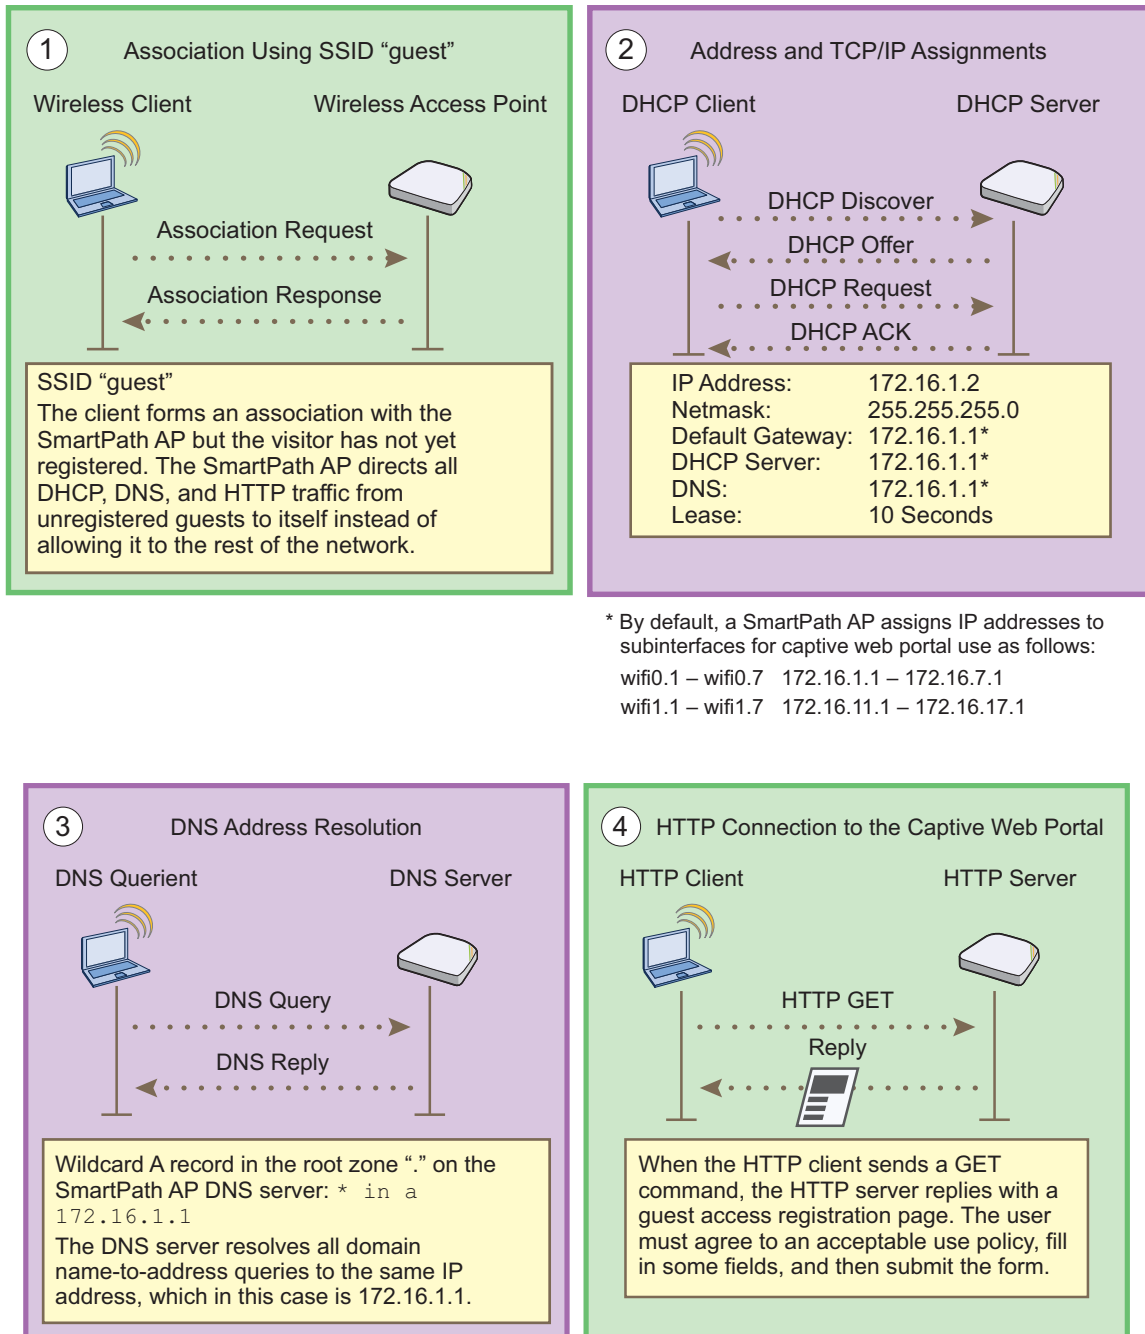 1
Association Using SSID “guest”
Wireless Client
Wireless Access Point
Association Request
Association Response
SSID “guest”
The client forms an association with the
SmartPath AP but the visitor has not yet
registered. The SmartPath AP directs all
DHCP, DNS, and HTTP traffic from
unregistered guests to itself instead of
allowing it to the rest of the network.
2
Address and TCP/IP Assignments
DHCP Client
DHCP Server
DHCP Discover
DHCP Offer
DHCP Request
DHCP ACK
IP Address: 172.16.1.2
Netmask: 255.255.255.0
Default Gateway: 172.16.1.1*
DHCP Server: 172.16.1.1*
DNS: 172.16.1.1*
Lease: 10 Seconds
* By default, a SmartPath AP assigns IP addresses to
subinterfaces for captive web portal use as follows:
wifi0.1 – wifi0.7 172.16.1.1 – 172.16.7.1
wifi1.1 – wifi1.7 172.16.11.1 – 172.16.17.1
3
DNS Address Resolution
DNS Querient
DNS Server
DNS Query
DNS Reply
Wildcard A record in the root zone “.” on the
SmartPath AP DNS server: * in a
172.16.1.1
The DNS server resolves all domain
name-to-address queries to the same IP
address, which in this case is 172.16.1.1.
4
HTTP Connection to the Captive Web Portal
HTTP Client
HTTP Server
HTTP GET
Reply
When the HTTP client sends a GET
command, the HTTP server replies with a
guest access registration page. The user
must agree to an acceptable use policy, fill
in some fields, and then submit the form.